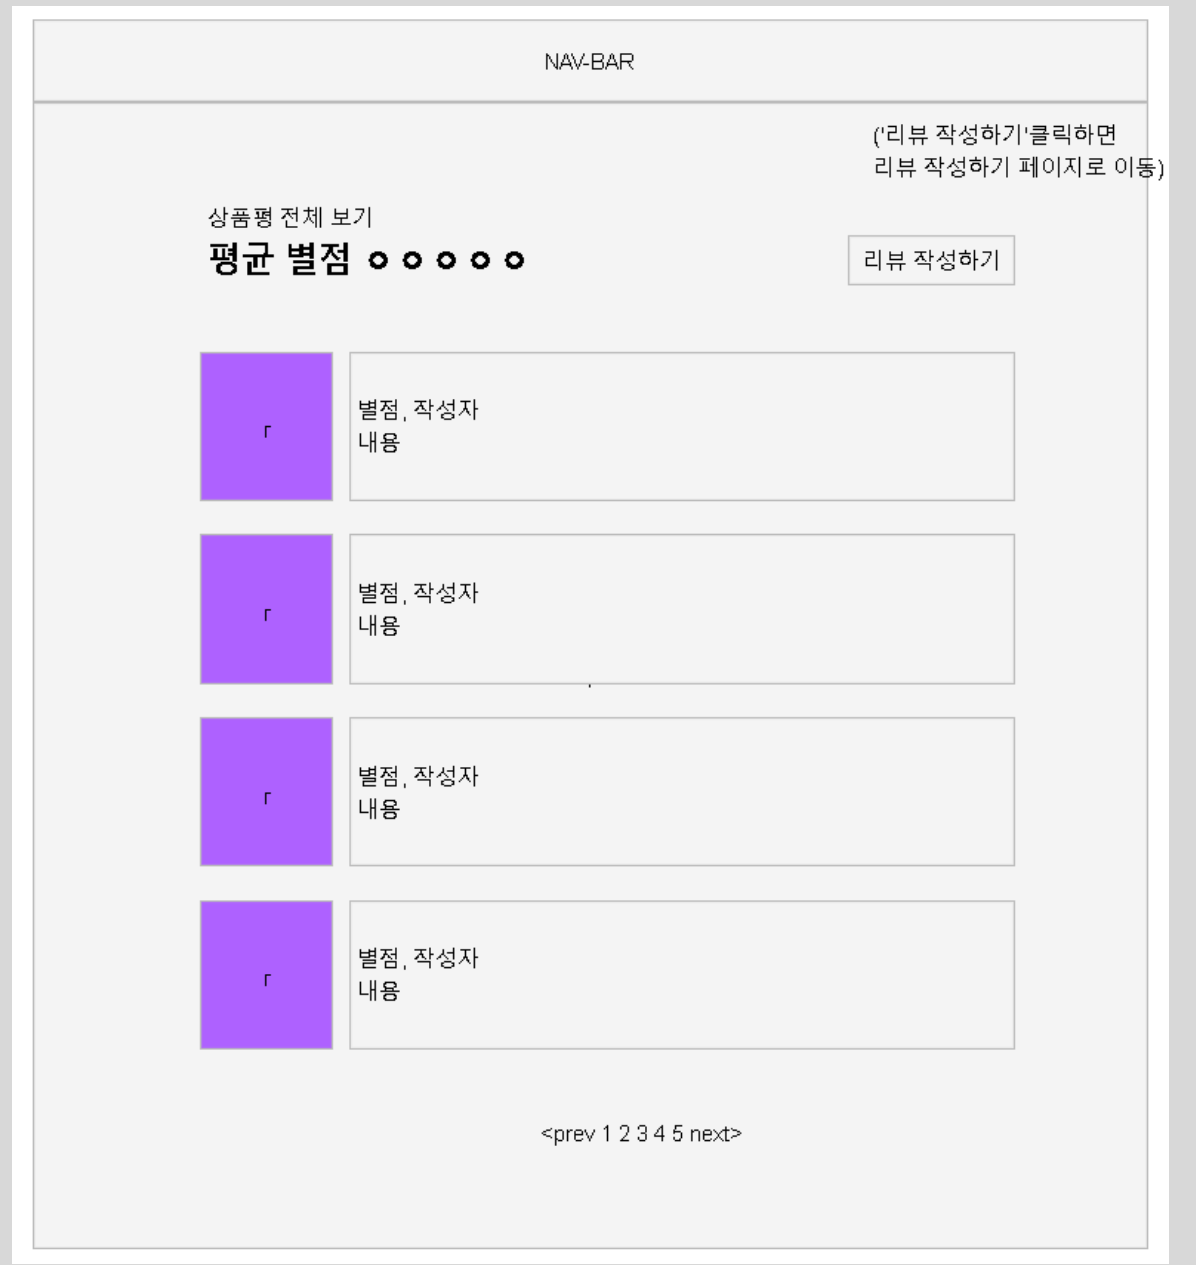 NAV-BAR
('리뷰 작성하기'클릭하면
리뷰 작성하기 페이지로 이동)
상품평 전체 보기
평균 별점 ㅇㅇㅇㅇㅇ
리뷰 작성하기
「
별점, 작성자
내용
「
별점, 작성자
내용
「
별점, 작성자
내용
「
별점, 작성자
내용
<prev 1 2 3 4 5 next>